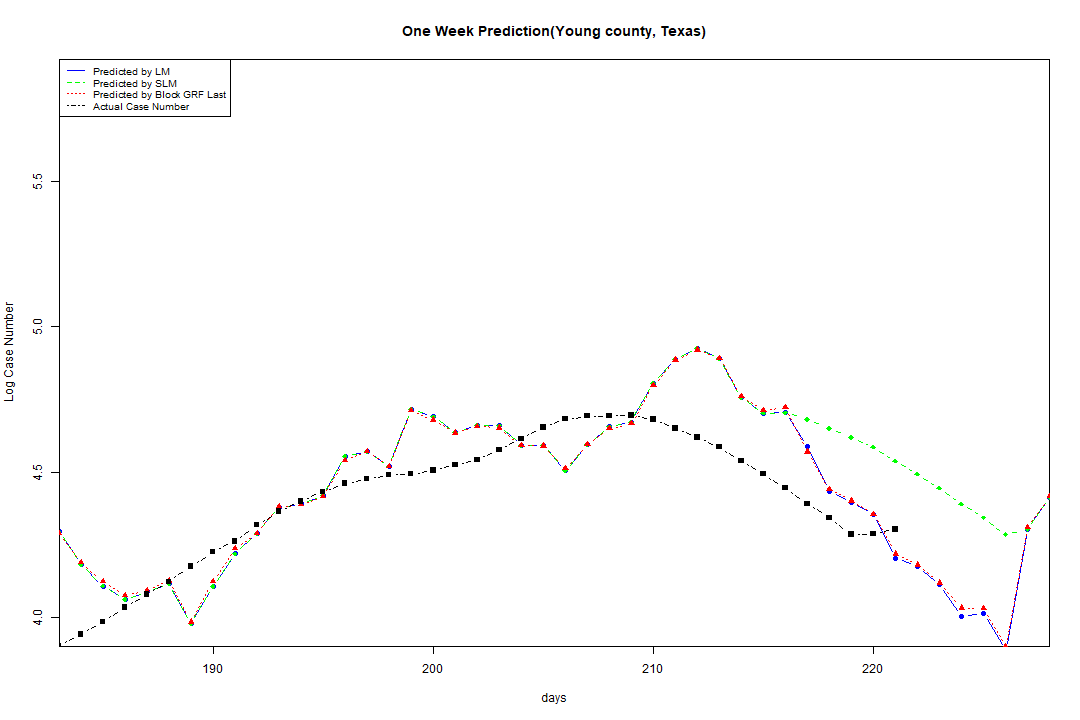 One Week Prediction(Young county, Texas)
Predicted by LM
Predicted by SLM
Predicted by Block GRF Last
Actual Case Number
5.5
5.0
4.5
4.0
Log Case Number
190 200 210 220
days